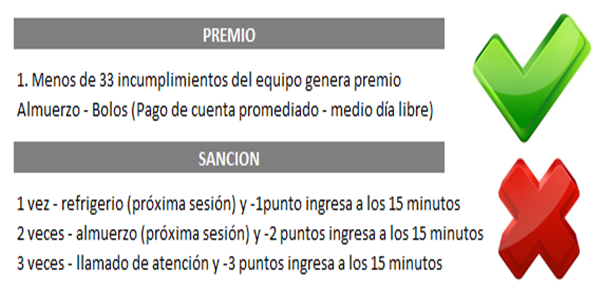 PREMIO
1. Menos de 33 incumplimientos del equipo genera premio
Almuerzo - Bolos (Pago de cuenta promediado - medio día libre)
SANCION
1 vez - refrigerio (próxima sesión) y -1punto ingresa a los 15 minutos
2 veces - almuerzo (próxima sesión) y -2 puntos ingresa a los 15 minutos
3 veces - llamado de atención y -3 puntos ingresa a los 15 minutos